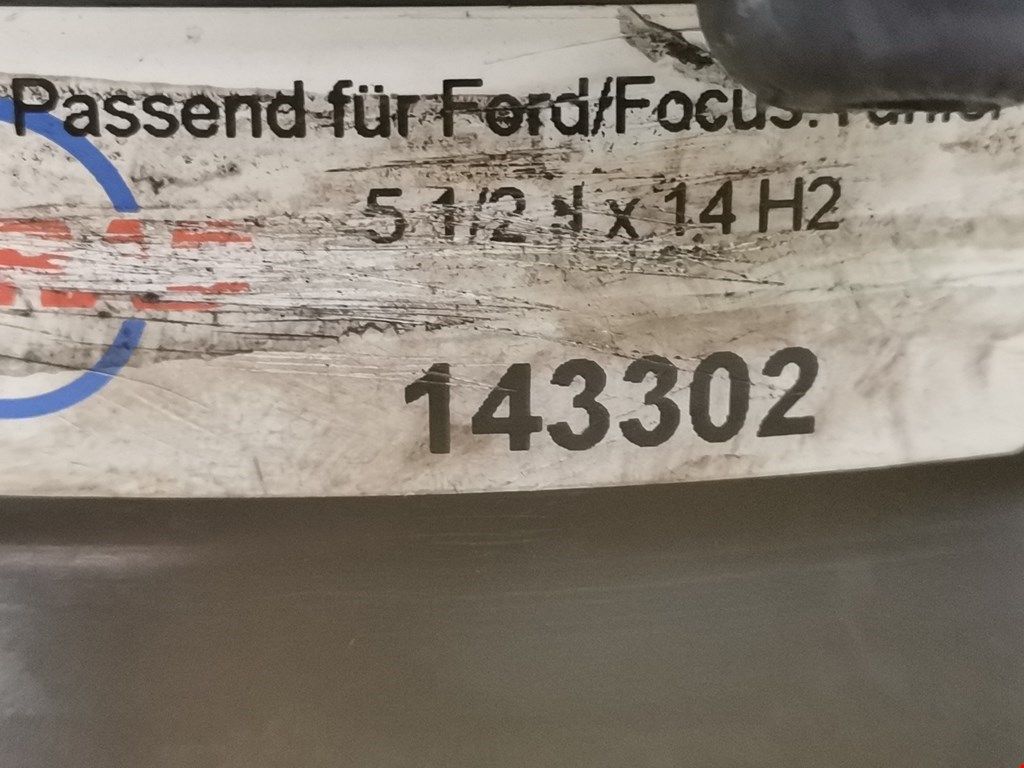 Passend für Ford/Focus.
5 1/2 J x 14 H2
143302